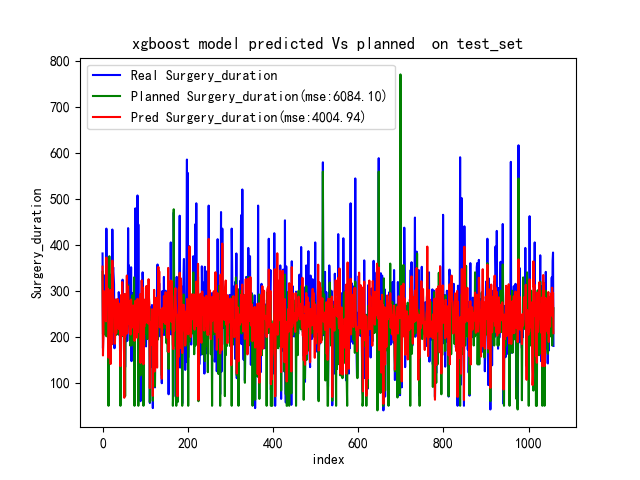 xgboost model predicted Vs planned  on test_set
Real Surgery_duration
Planned Surgery_duration(mse:6084.10)
Pred Surgery_duration(mse:4004.94)
800
700
600
500
400
300
200
100
Surgery_duration
0 200 400 600 800 1000
index